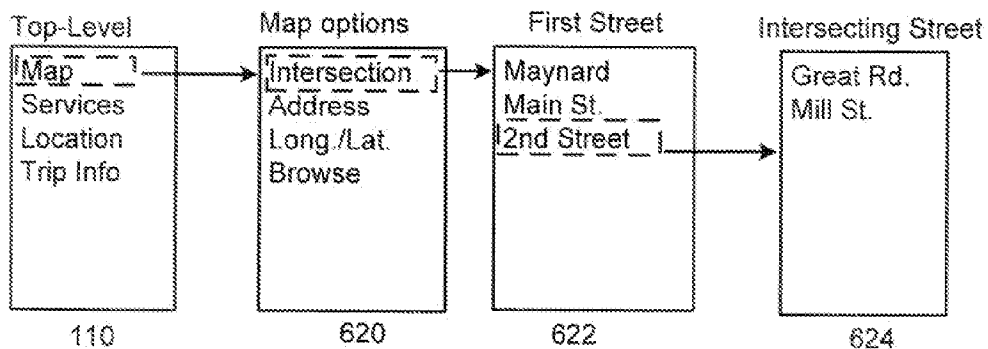 Top-Level
Map
Services
Location
Trip Info
110
Map options
Intersection
Address
Long./Lat.
Browse
620
First Street
Maynard
Main St.
2nd Street
622
Intersecting Street
Great Rd.
Mill St.
624